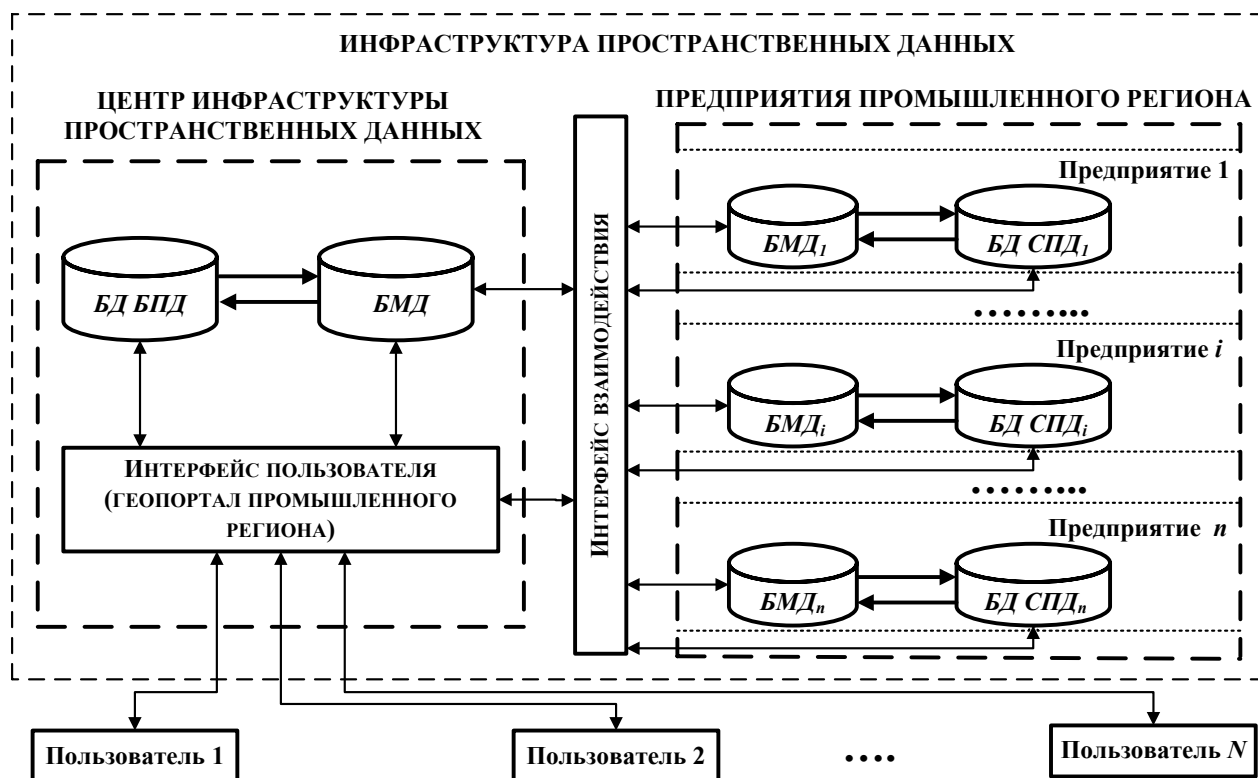 ИНФРАСТРУКТУРА ПРОСТРАНСТВЕННЫХ ДАННЫХ
ЦЕНТР ИНФРАСТРУКТУРЫ
ПРОСТРАНСТВЕННЫХ ДАННЫХ
БД БПД
БМД
ИНТЕРФЕЙС ПОЛЬЗОВАТЕЛЯ
(ГЕОПОРТАЛ ПРОМЫШЛЕННОГО
РЕГИОНА)
ИНТЕРФЕЙС ВЗАИМОДЕЙСТВИЯ
ПРЕДПРИЯТИЯ ПРОМЫШЛЕННОГО РЕГИОНА
Предприятие 1
БМД₁
БД СПД₁
.........
Предприятие i
БМДᵢ
БД СПДᵢ
.........
Предприятие n
БМДₙ
БД СПДₙ
Пользователь 1
Пользователь 2
....
Пользователь N